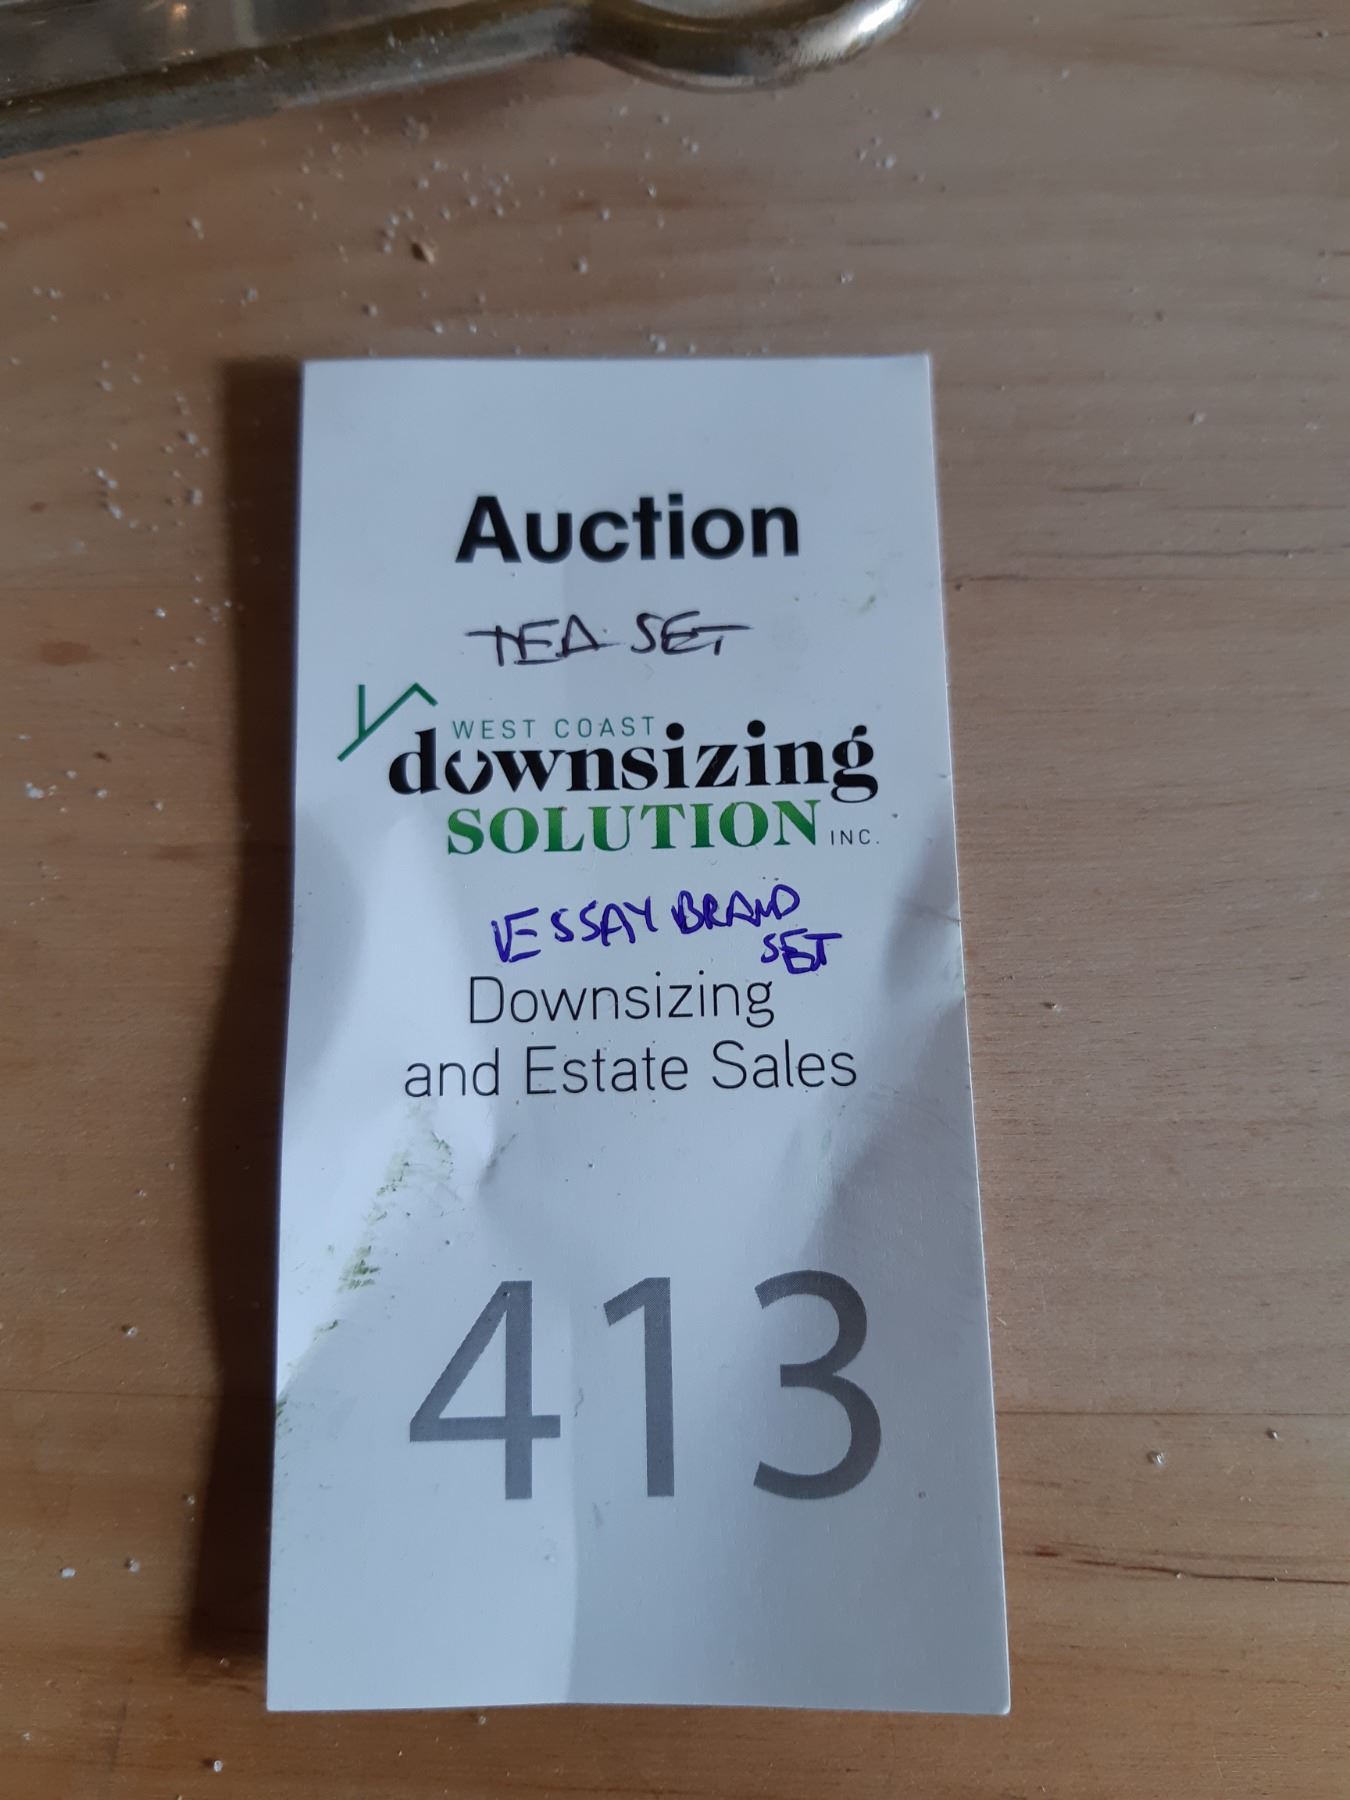 Auction
TEA SET
WEST COAST
downsizing
SOLUTION INC.
VESSAY BRAND
SET
Downsizing
and Estate Sales
413